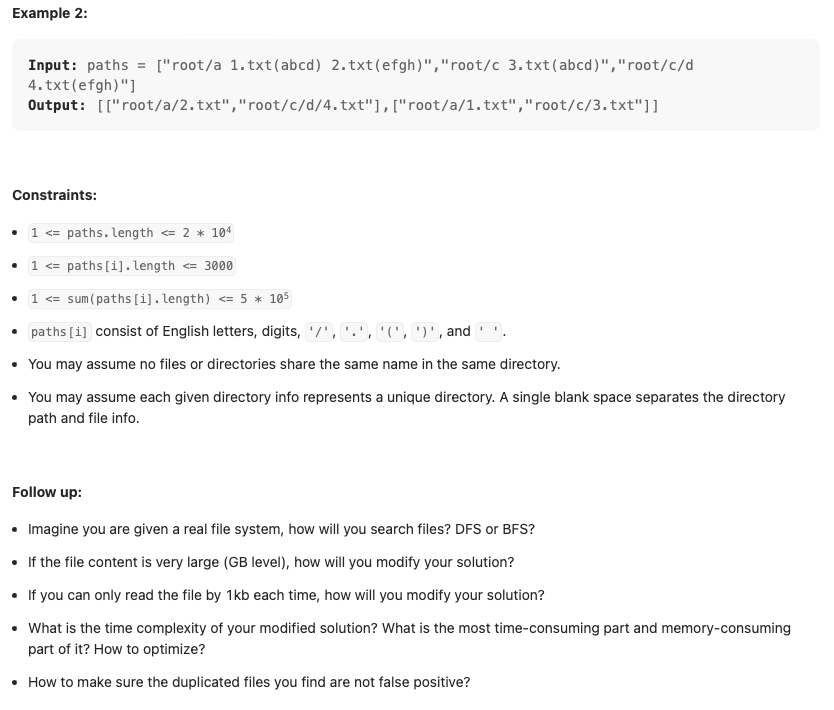 Example 2:
Input: paths = ["root/a 1.txt(abcd) 2.txt(efgh)","root/c 3.txt(abcd)","root/c/d
4.txt(efgh)"]
Output: [["root/a/2.txt","root/c/d/4.txt"],["root/a/1.txt","root/c/3.txt"]]
Constraints:
• 1 <= paths.length <= 2 * 10⁴
• 1 <= paths[i].length <= 3000
• 1 <= sum(paths[i].length) <= 5 * 10⁵
• paths[i] consist of English letters, digits, '/', '.', '(', ')', and ' '.
• You may assume no files or directories share the same name in the same directory.
• You may assume each given directory info represents a unique directory. A single blank space separates the directory
path and file info.
Follow up:
• Imagine you are given a real file system, how will you search files? DFS or BFS?
• If the file content is very large (GB level), how will you modify your solution?
• If you can only read the file by 1kb each time, how will you modify your solution?
• What is the time complexity of your modified solution? What is the most time-consuming part and memory-consuming
part of it? How to optimize?
• How to make sure the duplicated files you find are not false positive?